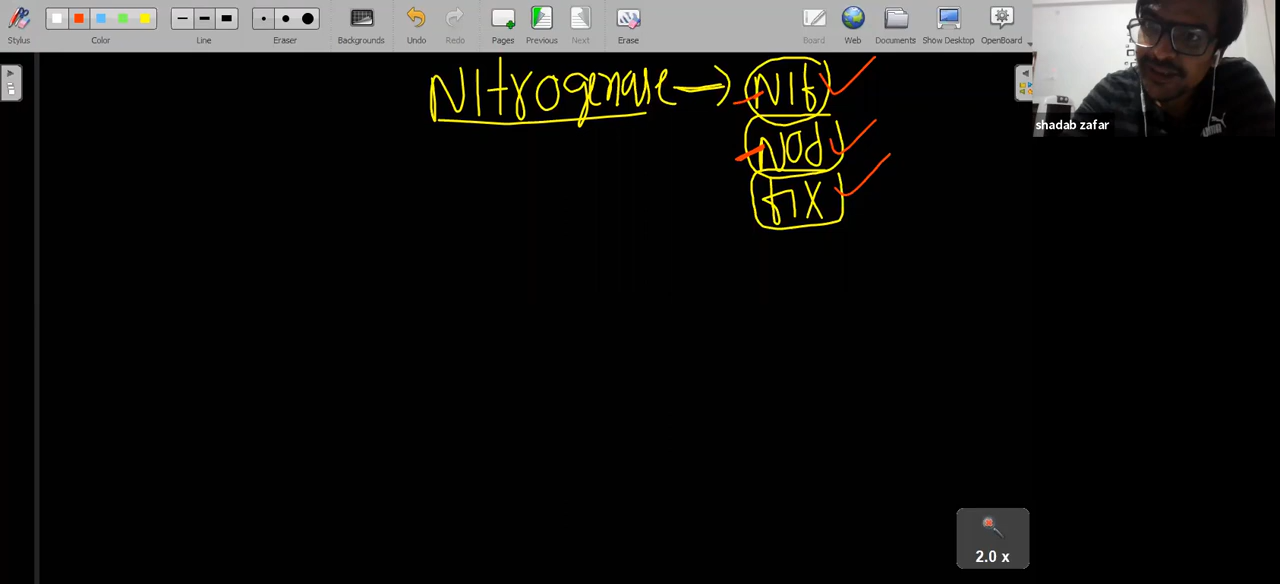 Stylus Color Line Eraser Backgrounds Undo Redo Pages Previous Next Erase Board Web Documents Show Desktop OpenBoard
Nitrogenase → Nif
Nod
fix
shadab zafar
2.0 x